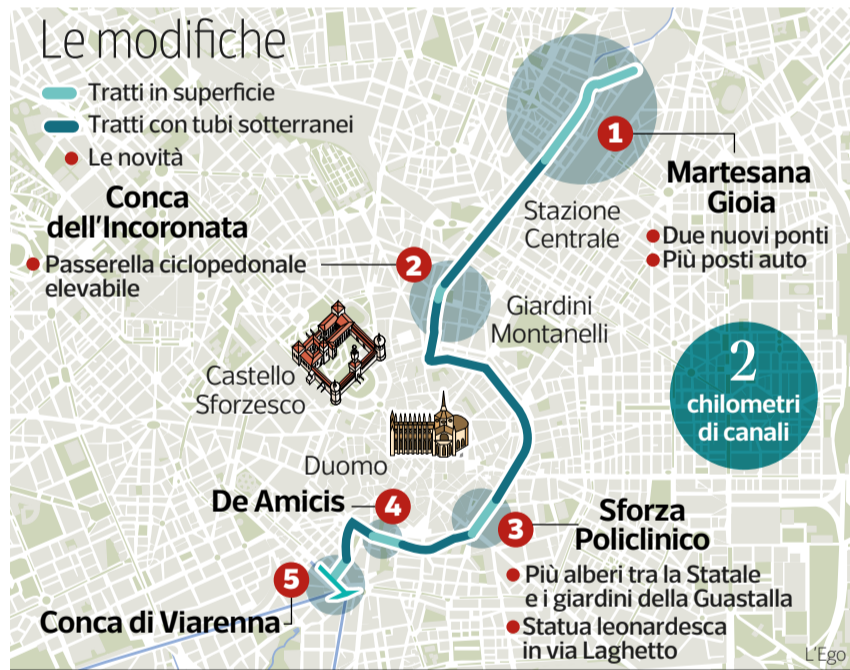 Le modifiche
Tratti in superficie
Tratti con tubi sotterranei
Le novità
1
Martesana
Gioia
Due nuovi ponti
Più posti auto
Stazione
Centrale
Conca
dell'Incoronata
Passerella ciclopedonale
elevabile
2
Giardini
Montanelli
Castello
Sforzesco
2
chilometri
di canali
Duomo
De Amicis
4
3
Sforza
Policlinico
Più alberi tra la Statale
e i giardini della Guastalla
Statua leonardesca
in via Laghetto
5
Conca di Viarenna
L'Ego